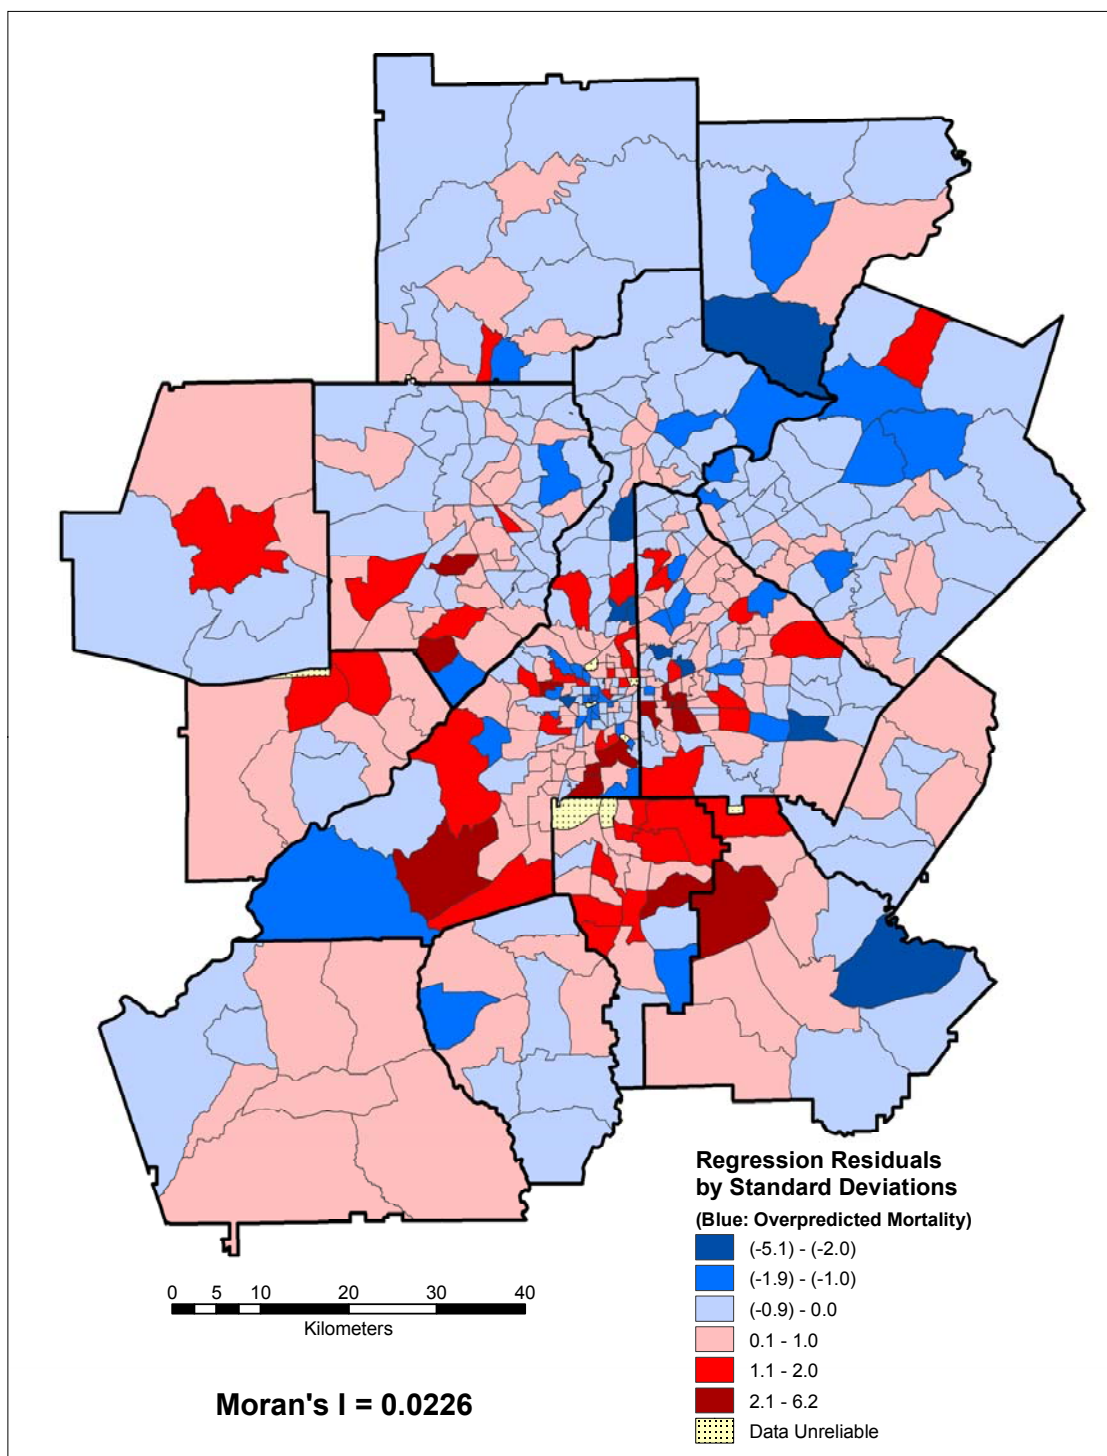 Regression Residuals
by Standard Deviations
(Blue: Overpredicted Mortality)
(-5.1) - (-2.0)
(-1.9) - (-1.0)
(-0.9) - 0.0
0.1 - 1.0
1.1 - 2.0
2.1 - 6.2
Data Unreliable
0 5 10 20 30 40
Kilometers
Moran's I = 0.0226